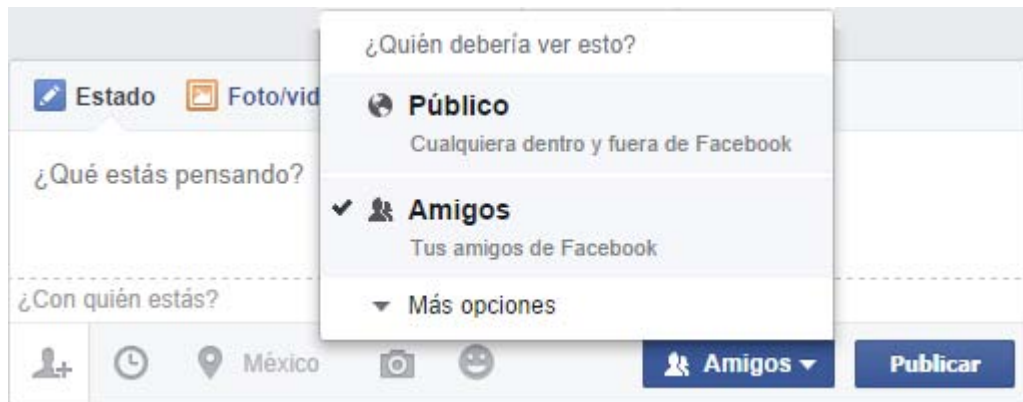 ¿Quién debería ver esto?
Estado Foto/vid
Público
Cualquiera dentro y fuera de Facebook
¿Qué estás pensando?
Amigos
Tus amigos de Facebook
¿Con quién estás?
Más opciones
México Amigos Publicar